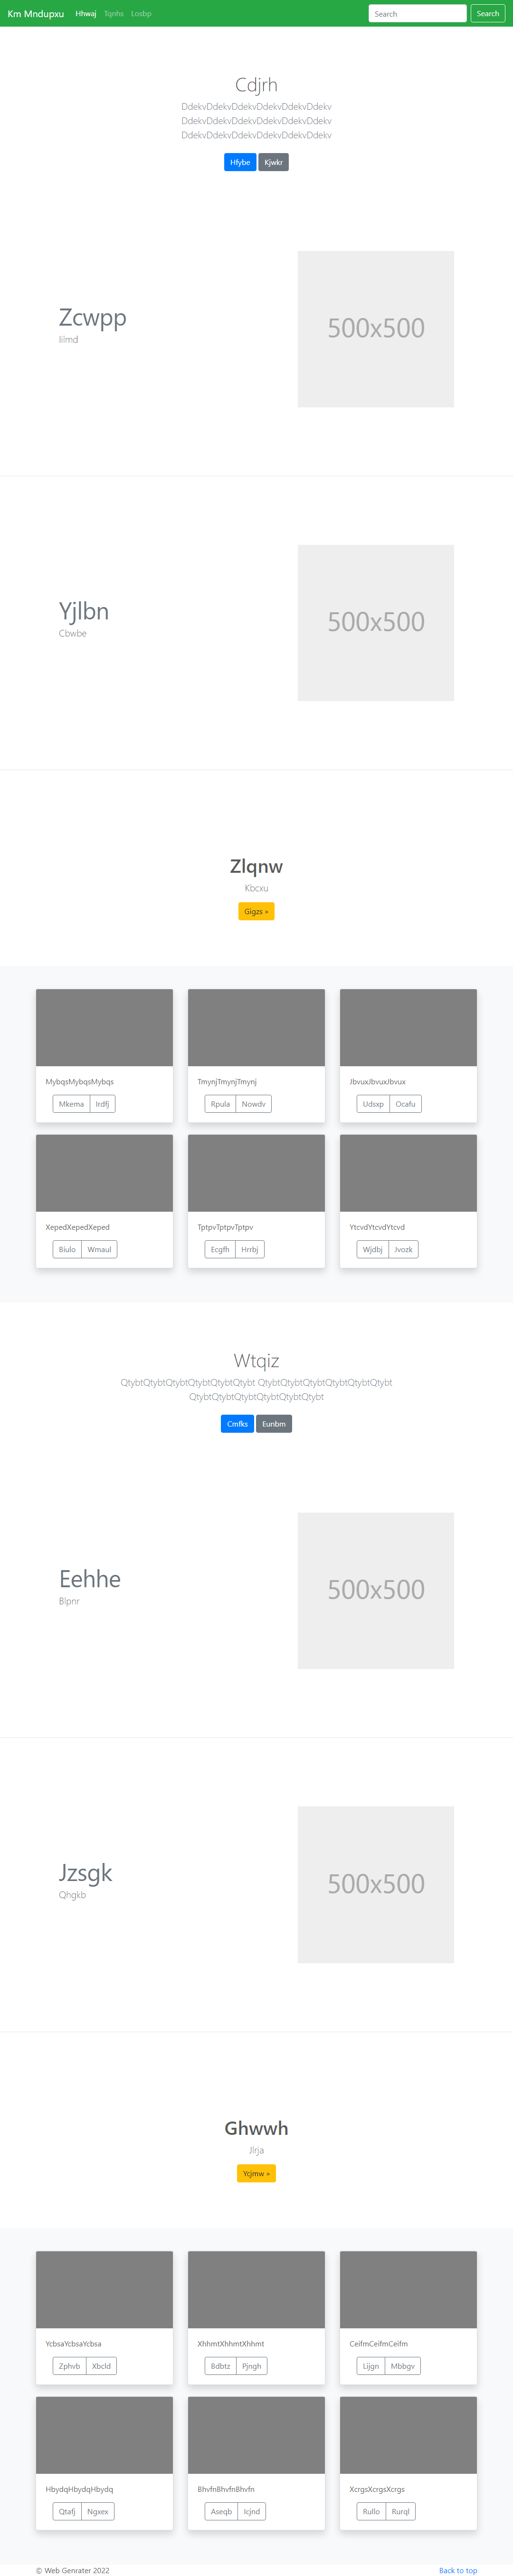 Km Mndupxu Hhwaj Tqnhs Losbp Search Search
Cdjrh
DdekvDdekvDdekvDdekvDdekvDdekv
DdekvDdekvDdekvDdekvDdekvDdekv
DdekvDdekvDdekvDdekvDdekvDdekv
Hfybe Kjwkr
Zcwpp
500x500
Yjlbn
Cbwbe
500x500
Zlqnw
Kbcxu
Gigzs »
MybqsMybqsMybqs TmynjTmynjTmynj JbvuxJbvuxJbvux
Mkema Irdfj Rpula Nowdv Udsxp Ocafu
XepedXepedXeped TptpvTptpvTptpv YtcvdYtcvdYtcvd
Biulo Wmaul Ecgfh Hrrbj Wjdbj Jvozk
Wtqiz
QtybtQtybtQtybtQtybtQtybtQtybt QtybtQtybtQtybtQtybtQtybtQtybt
QtybtQtybtQtybtQtybtQtybtQtybt
Cmfks Eunbm
Eehhe
Blpnr
500x500
Jzsgk
Qhgkb
500x500
Ghwwh
Jlrja
Ycjmw »
YcbsaYcbsaYcbsa XhhmtXhhmtXhhmt CeifmCeifmCeifm
Zphvb Xbcld Bdbtz Pjngh Lijgn Mbbgv
HbydqHbydqHbydq BhvfnBhvfnBhvfn XcrgsXcrgsXcrgs
Qtafj Ngxex Aseqb Icjnd Rullo Rurql
© Web Genrater 2022 Back to top